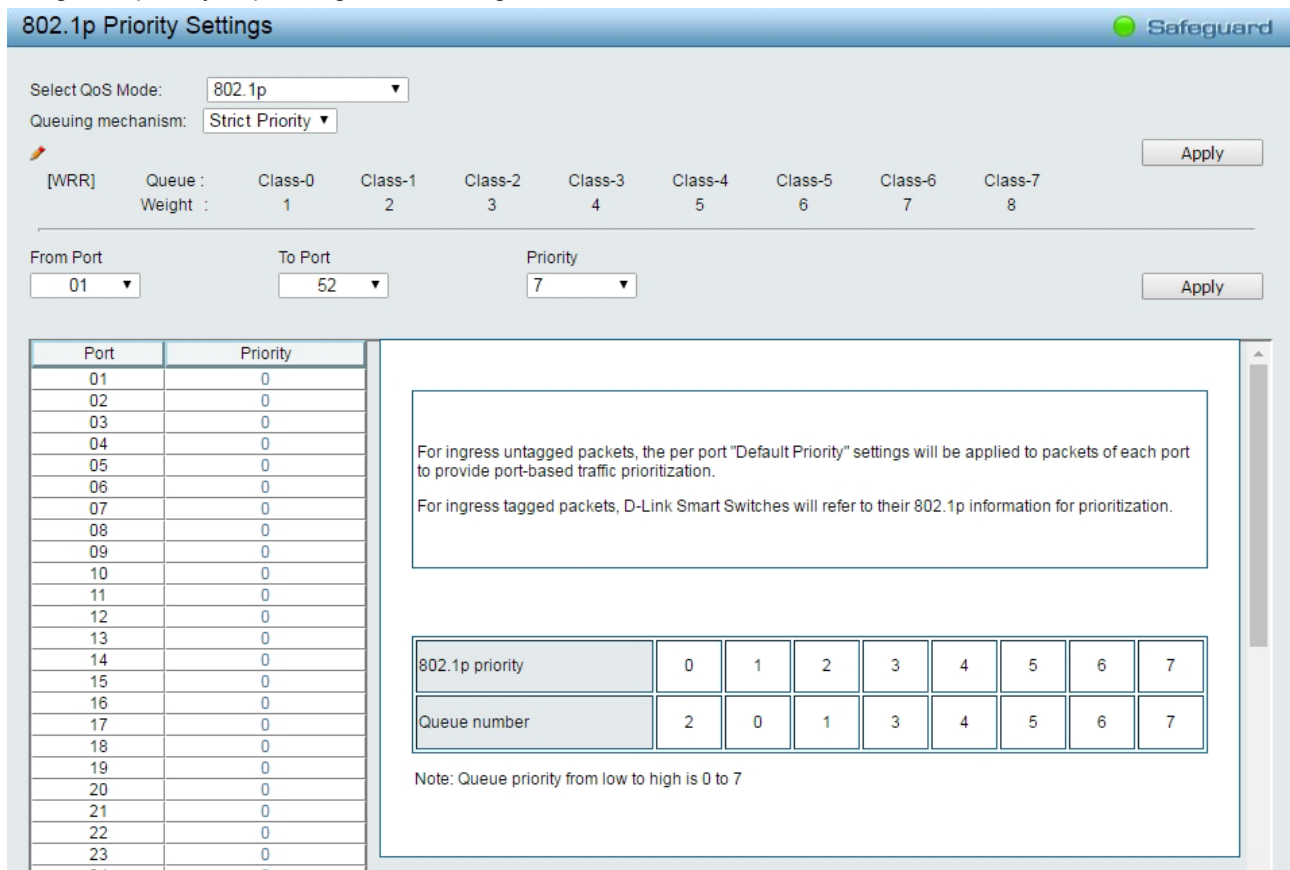 802.1p Priority Settings
Safeguard
Select QoS Mode: 802.1p
Queuing mechanism: Strict Priority
Apply
[WRR] Queue : Class-0 Class-1 Class-2 Class-3 Class-4 Class-5 Class-6 Class-7
Weight : 1 2 3 4 5 6 7 8
From Port To Port Priority
01 52 7
Apply
Port Priority
01 0
02 0
03 0
04 0
05 0
06 0
07 0
08 0
09 0
10 0
11 0
12 0
13 0
14 0
15 0
16 0
17 0
18 0
19 0
20 0
21 0
22 0
23 0
For ingress untagged packets, the per port "Default Priority" settings will be applied to packets of each port
to provide port-based traffic prioritization.
For ingress tagged packets, D-Link Smart Switches will refer to their 802.1p information for prioritization.
802.1p priority 0 1 2 3 4 5 6 7
Queue number 2 0 1 3 4 5 6 7
Note: Queue priority from low to high is 0 to 7